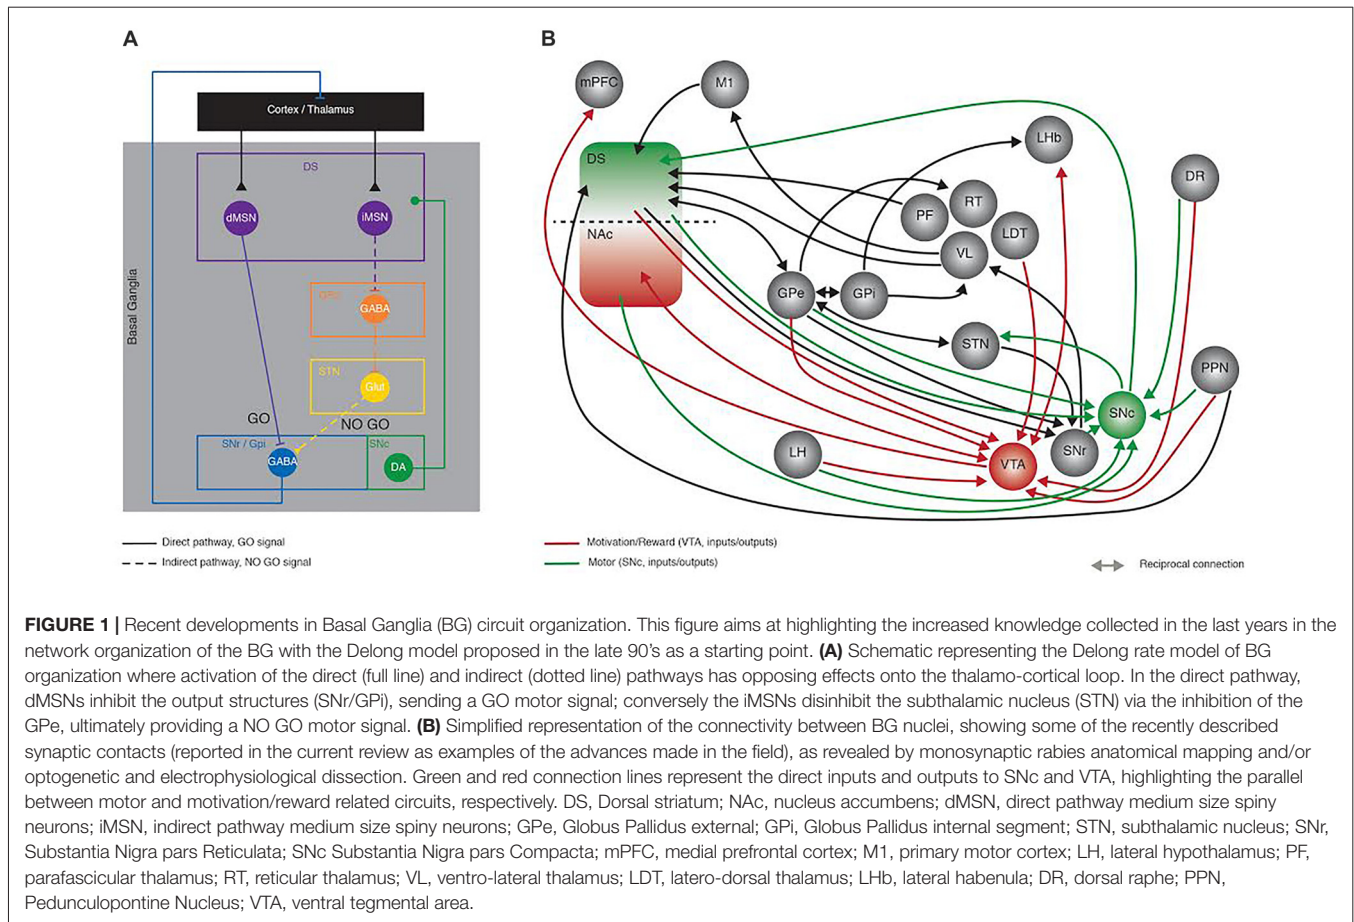 A
B
Cortex / Thalamus
DS
dMSN
iMSN
GPe
GABA
STN
Glut
GO
NO GO
SNr / Gpi
SNc
GABA
DA
Basal Ganglia
Direct pathway, GO signal
Indirect pathway, NO GO signal
mPFC
M1
LHb
DS
DR
RT
PF
LDT
NAc
VL
GPe
GPi
STN
PPN
SNc
LH
SNr
VTA
Motivation/Reward (VTA, inputs/outputs)
Motor (SNc, inputs/outputs)
Reciprocal connection
FIGURE 1 | Recent developments in Basal Ganglia (BG) circuit organization. This figure aims at highlighting the increased knowledge collected in the last years in the
network organization of the BG with the Delong model proposed in the late 90's as a starting point. (A) Schematic representing the Delong rate model of BG
organization where activation of the direct (full line) and indirect (dotted line) pathways has opposing effects onto the thalamo-cortical loop. In the direct pathway,
dMSNs inhibit the output structures (SNr/GPi), sending a GO motor signal; conversely the iMSNs disinhibit the subthalamic nucleus (STN) via the inhibition of the
GPe, ultimately providing a NO GO motor signal. (B) Simplified representation of the connectivity between BG nuclei, showing some of the recently described
synaptic contacts (reported in the current review as examples of the advances made in the field), as revealed by monosynaptic rabies anatomical mapping and/or
optogenetic and electrophysiological dissection. Green and red connection lines represent the direct inputs and outputs to SNc and VTA, highlighting the parallel
between motor and motivation/reward related circuits, respectively. DS, Dorsal striatum; NAc, nucleus accumbens; dMSN, direct pathway medium size spiny
neurons; iMSN, indirect pathway medium size spiny neurons; GPe, Globus Pallidus external; GPi, Globus Pallidus internal segment; STN, subthalamic nucleus; SNr,
Substantia Nigra pars Reticulata; SNc Substantia Nigra pars Compacta; mPFC, medial prefrontal cortex; M1, primary motor cortex; LH, lateral hypothalamus; PF,
parafascicular thalamus; RT, reticular thalamus; VL, ventro-lateral thalamus; LDT, latero-dorsal thalamus; LHb, lateral habenula; DR, dorsal raphe; PPN,
Pedunculopontine Nucleus; VTA, ventral tegmental area.